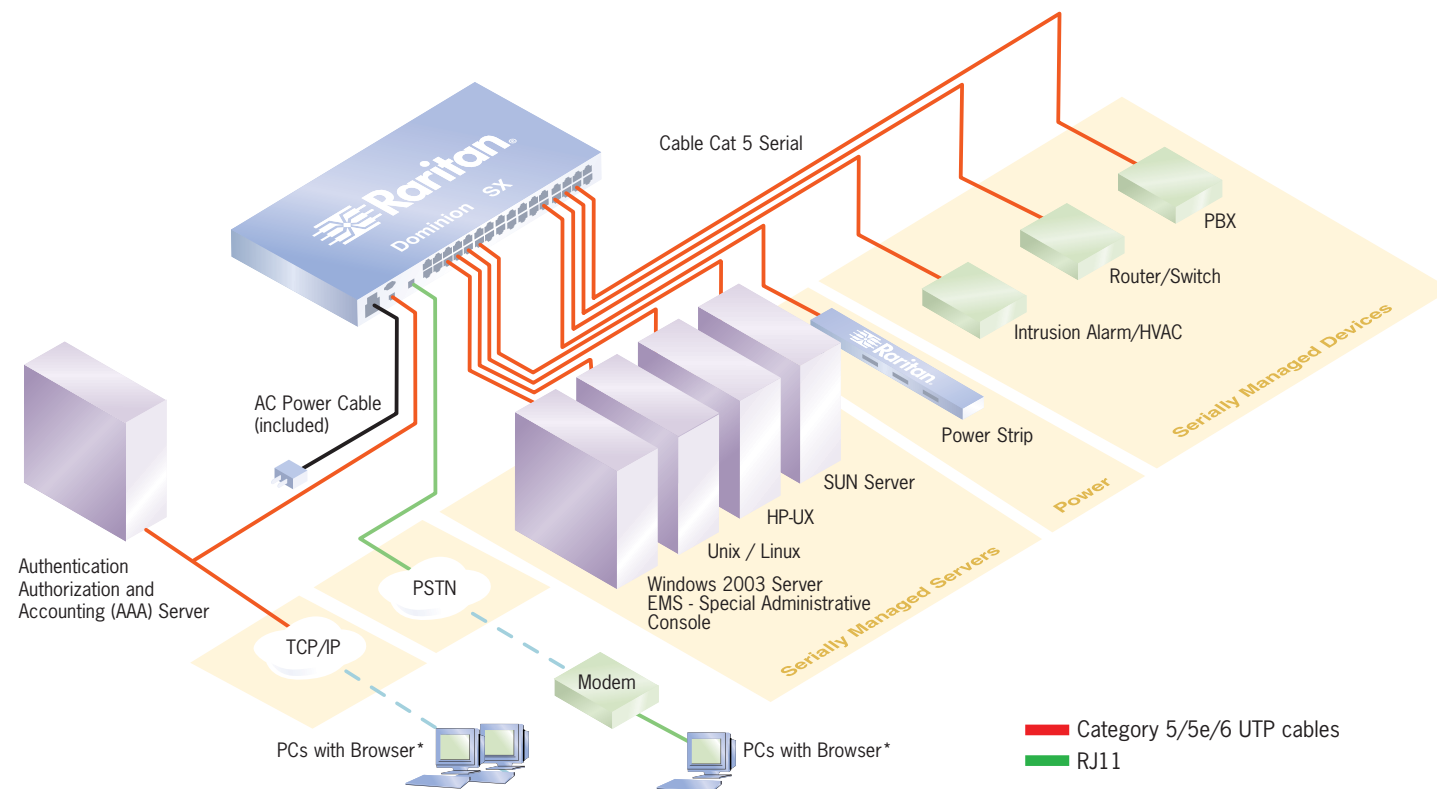 Raritan.
Dominion SX
Cable Cat 5 Serial
PBX
Router/Switch
Intrusion Alarm/HVAC
Serially Managed Devices
Raritan.
Power Strip
Power
AC Power Cable
(included)
SUN Server
HP-UX
Unix / Linux
Windows 2003 Server
EMS - Special Administrative
Console
Serially Managed Servers
Authentication
Authorization and
Accounting (AAA) Server
PSTN
TCP/IP
Modem
PCs with Browser*
PCs with Browser*
Category 5/5e/6 UTP cables
RJ11